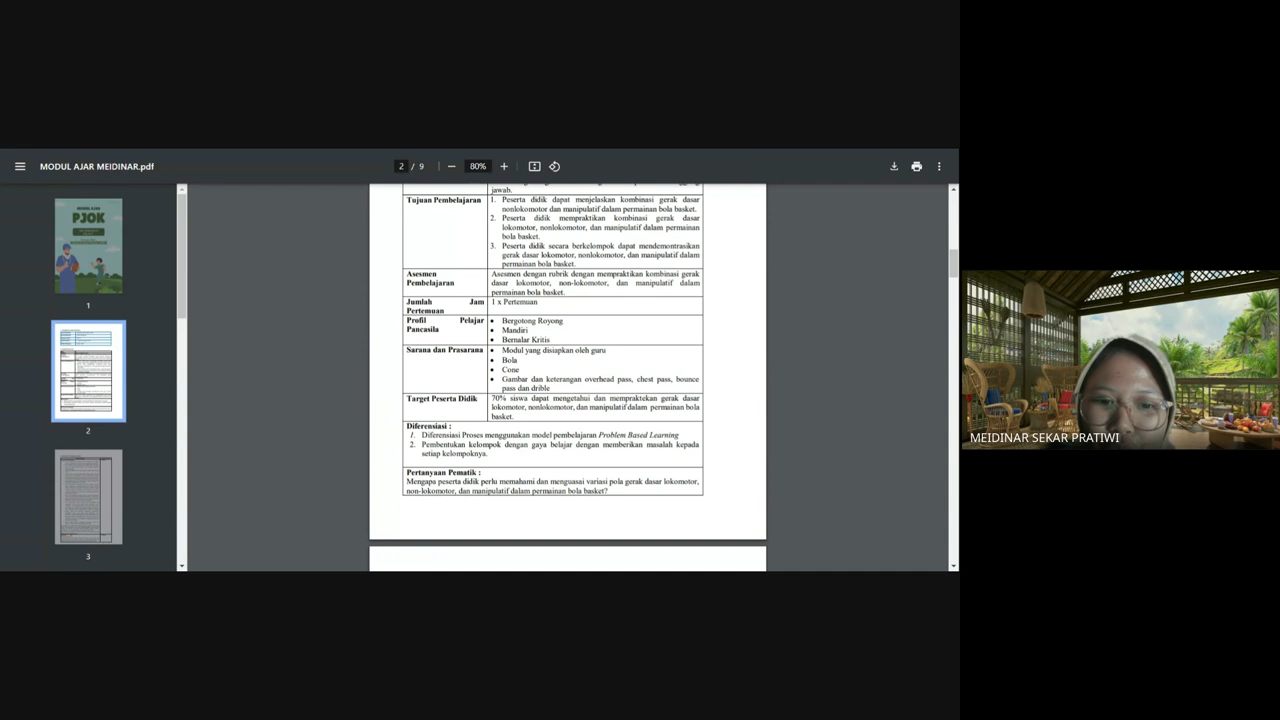 MODUL AJAR MEIDINAR.pdf
2 / 9
80%
PJOK
1
2
3
jawab.
Tujuan Pembelajaran
1. Peserta didik dapat menjelaskan kombinasi gerak dasar
nonlokomotor dan manipulatif dalam permainan bola basket.
2. Peserta didik mempraktikan kombinasi gerak dasar
lokomotor, nonlokomotor, dan manipulatif dalam permainan
bola basket.
3. Peserta didik secara berkelompok dapat mendemontrasikan
gerak dasar lokomotor, nonlokomotor, dan manipulatif dalam
permainan bola basket.
Asesmen
Pembelajaran
Asesmen dengan rubrik dengan mempraktikan kombinasi gerak
dasar lokomotor, non-lokomotor, dan manipulatif dalam
permainan bola basket.
Jumlah Jam
Pertemuan
1 x Pertemuan
Profil Pelajar
Pancasila
• Bergotong Royong
• Mandiri
• Bernalar Kritis
Sarana dan Prasarana
• Modul yang disiapkan oleh guru
• Bola
• Cone
• Gambar dan keterangan overhead pass, chest pass, bounce
pass dan drible
Target Peserta Didik
70% siswa dapat mengetahui dan mempraktekan gerak dasar
lokomotor, nonlokomotor, dan manipulatif dalam permainan bola
basket.
Diferensiasi :
1. Diferensiasi Proses menggunakan model pembelajaran Problem Based Learning
2. Pembentukan kelompok dengan gaya belajar dengan memberikan masalah kepada
setiap kelompoknya.
Pertanyaan Pematik :
Mengapa peserta didik perlu memahami dan menguasai variasi pola gerak dasar lokomotor,
non-lokomotor, dan manipulatif dalam permainan bola basket?
MEIDINAR SEKAR PRATIWI